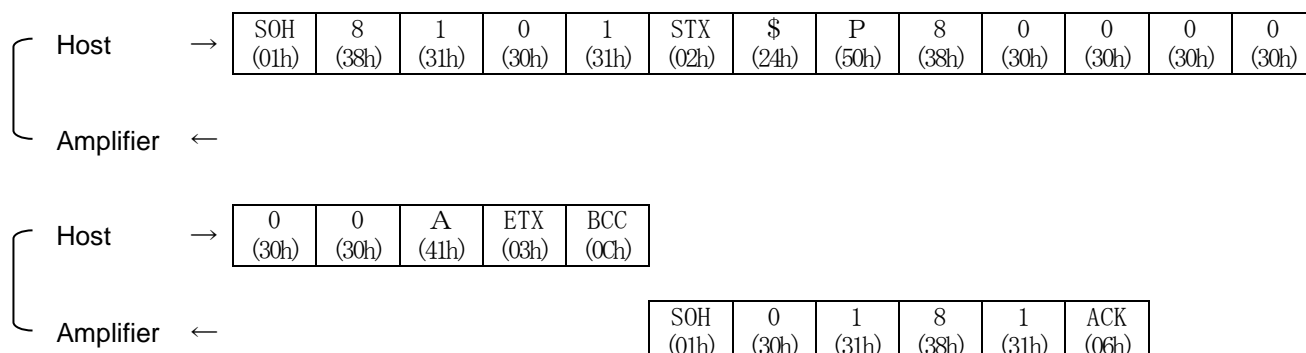 Host → SOH 8 1 0 1 STX $ P 8 0 0 0 0
(01h) (38h) (31h) (30h) (31h) (02h) (24h) (50h) (38h) (30h) (30h) (30h) (30h)
Amplifier ←
Host → 0 0 A ETX BCC
(30h) (30h) (41h) (03h) (0Ch)
Amplifier ← SOH 0 1 8 1 ACK
(01h) (30h) (31h) (38h) (31h) (06h)